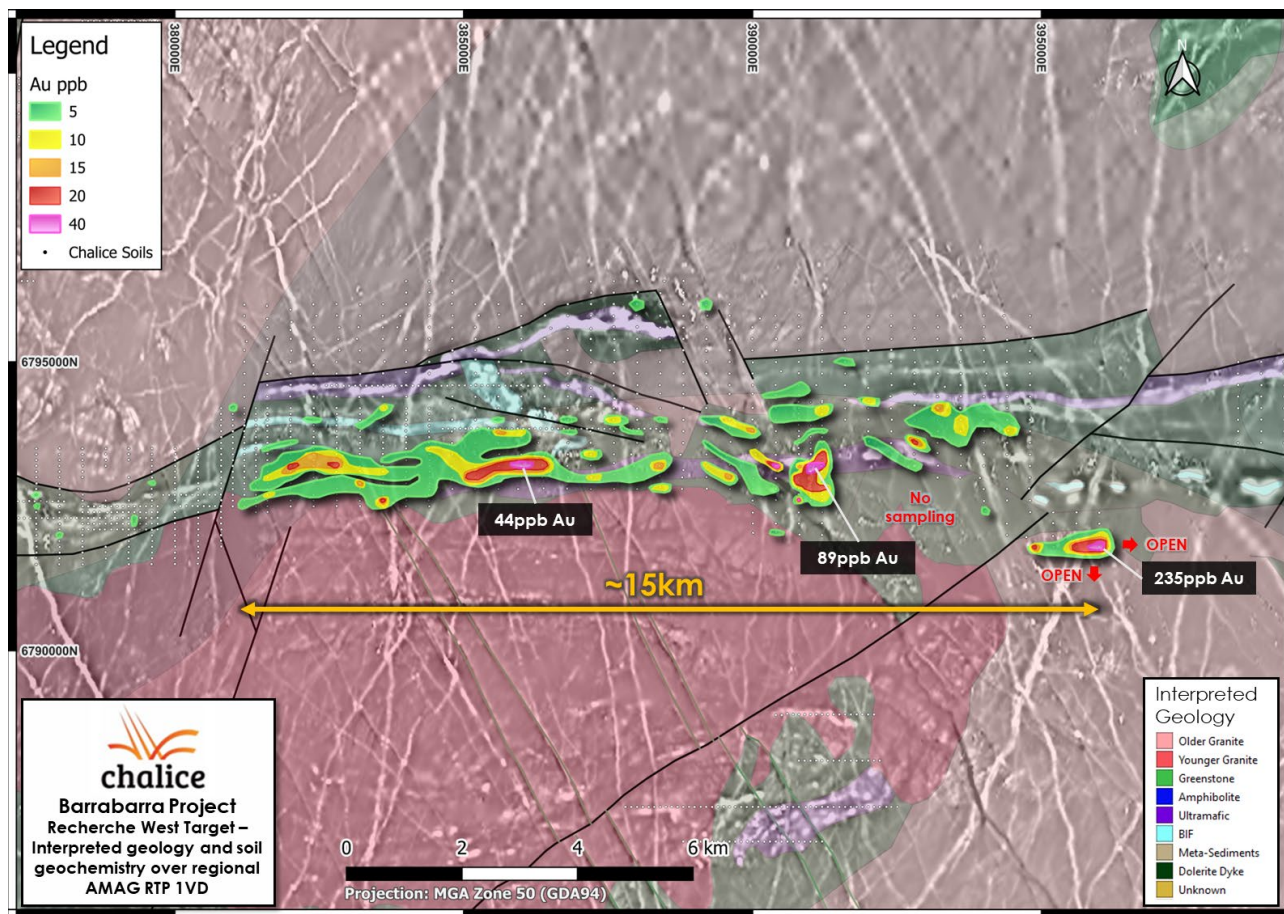 Legend
Au ppb
5
10
15
20
40
Chalice Soils
380000E
385000E
390000E
395000E
N
6795000N
6790000N
44ppb Au
89ppb Au
No
sampling
OPEN
OPEN
235ppb Au
~15km
chalice
Barrabarra Project
Recherche West Target –
Interpreted geology and soil
geochemistry over regional
AMAG RTP 1VD
0 2 4 6 km
Projection: MGA Zone 50 (GDA94)
Interpreted
Geology
Older Granite
Younger Granite
Greenstone
Amphibolite
Ultramafic
BIF
Meta-Sediments
Dolerite Dyke
Unknown